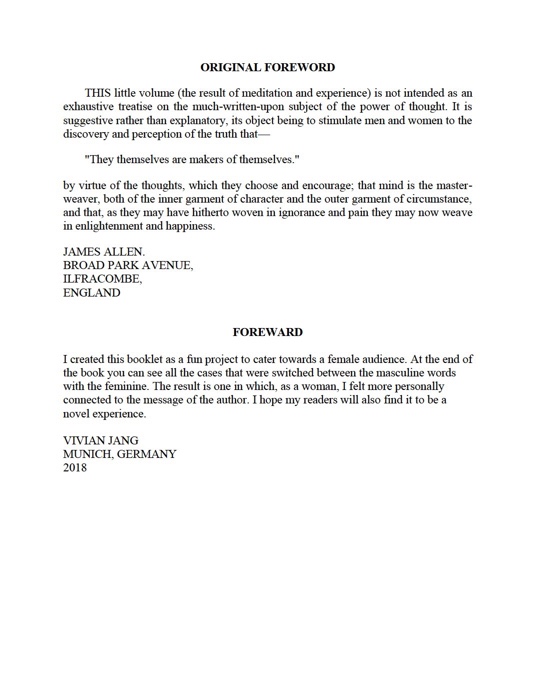 ORIGINAL FOREWORD
THIS little volume (the result of meditation and experience) is not intended as an
exhaustive treatise on the much-written-upon subject of the power of thought. It is
suggestive rather than explanatory, its object being to stimulate men and women to the
discovery and perception of the truth that—
"They themselves are makers of themselves."
by virtue of the thoughts, which they choose and encourage; that mind is the master-
weaver, both of the inner garment of character and the outer garment of circumstance,
and that, as they may have hitherto woven in ignorance and pain they may now weave
in enlightenment and happiness.
JAMES ALLEN.
BROAD PARK AVENUE,
ILFRACOMBE,
ENGLAND
FOREWARD
I created this booklet as a fun project to cater towards a female audience. At the end of
the book you can see all the cases that were switched between the masculine words
with the feminine. The result is one in which, as a woman, I felt more personally
connected to the message of the author. I hope my readers will also find it to be a
novel experience.
VIVIAN JANG
MUNICH, GERMANY
2018